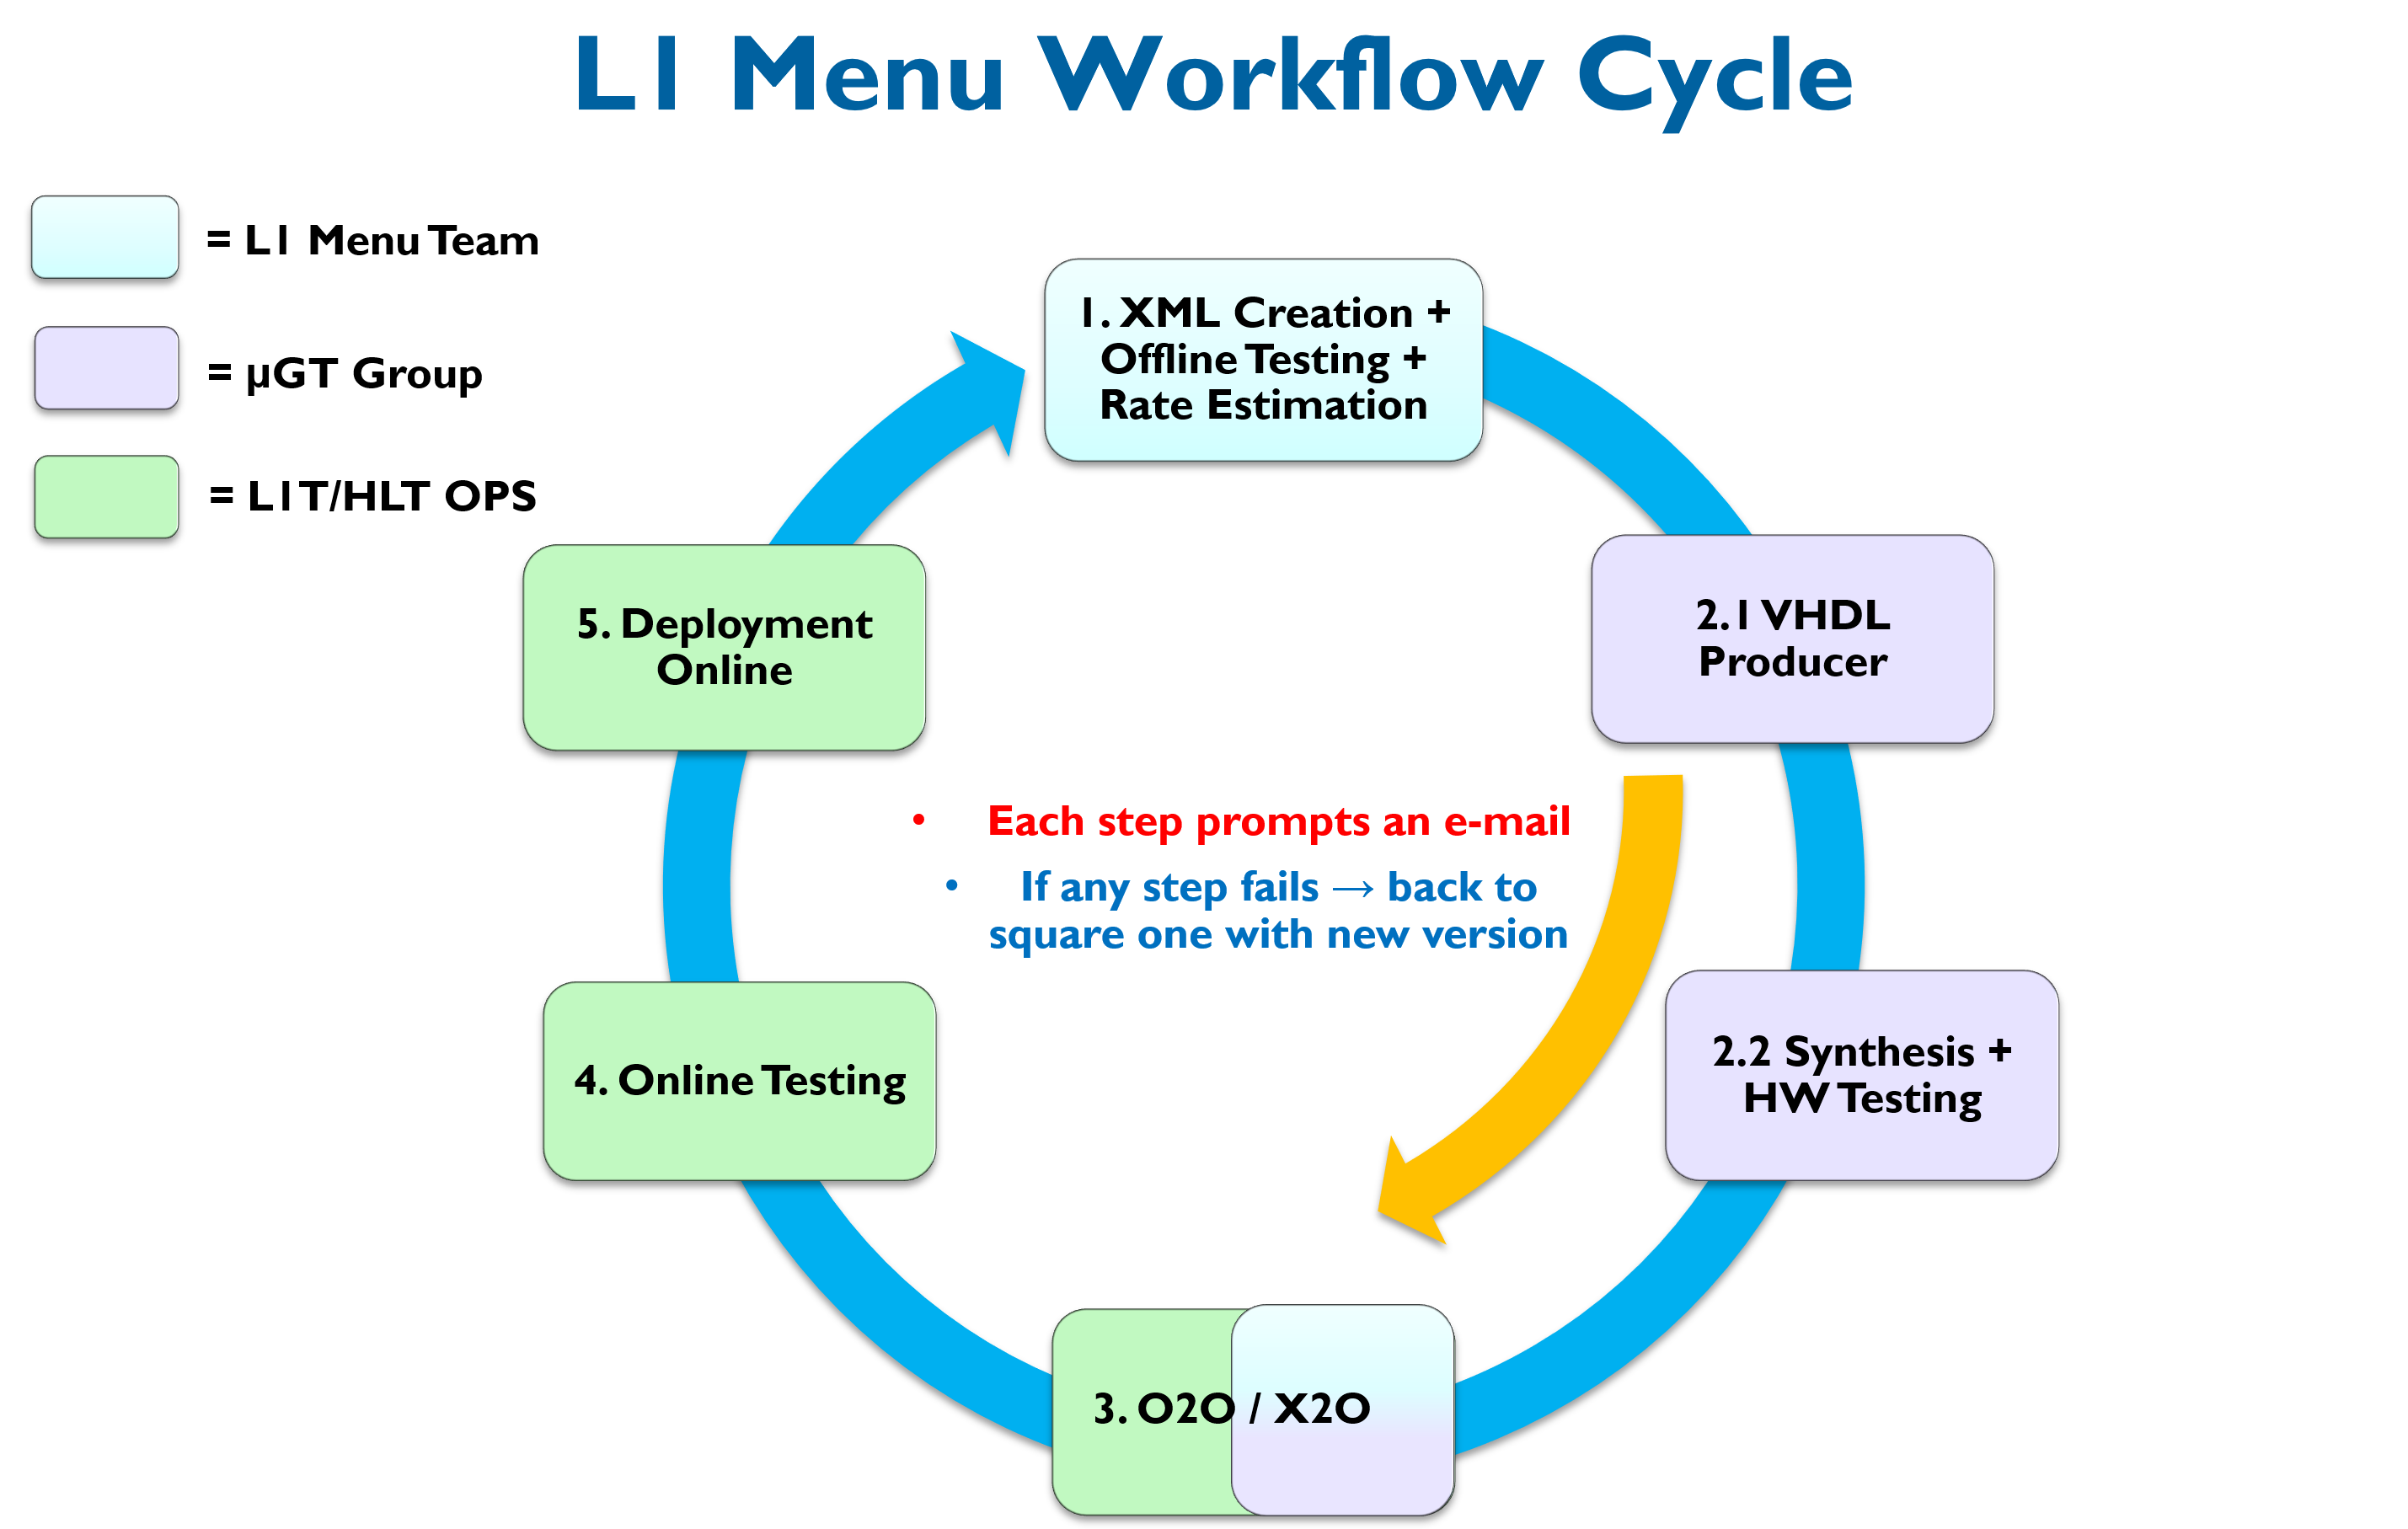 L1 Menu Workflow Cycle
= L1 Menu Team
= µGT Group
= L1T/HLT OPS
1. XML Creation +
Offline Testing +
Rate Estimation
2.1 VHDL
Producer
2.2 Synthesis +
HW Testing
3. O2O / X2O
4. Online Testing
5. Deployment
Online
• Each step prompts an e-mail
• If any step fails → back to
square one with new version